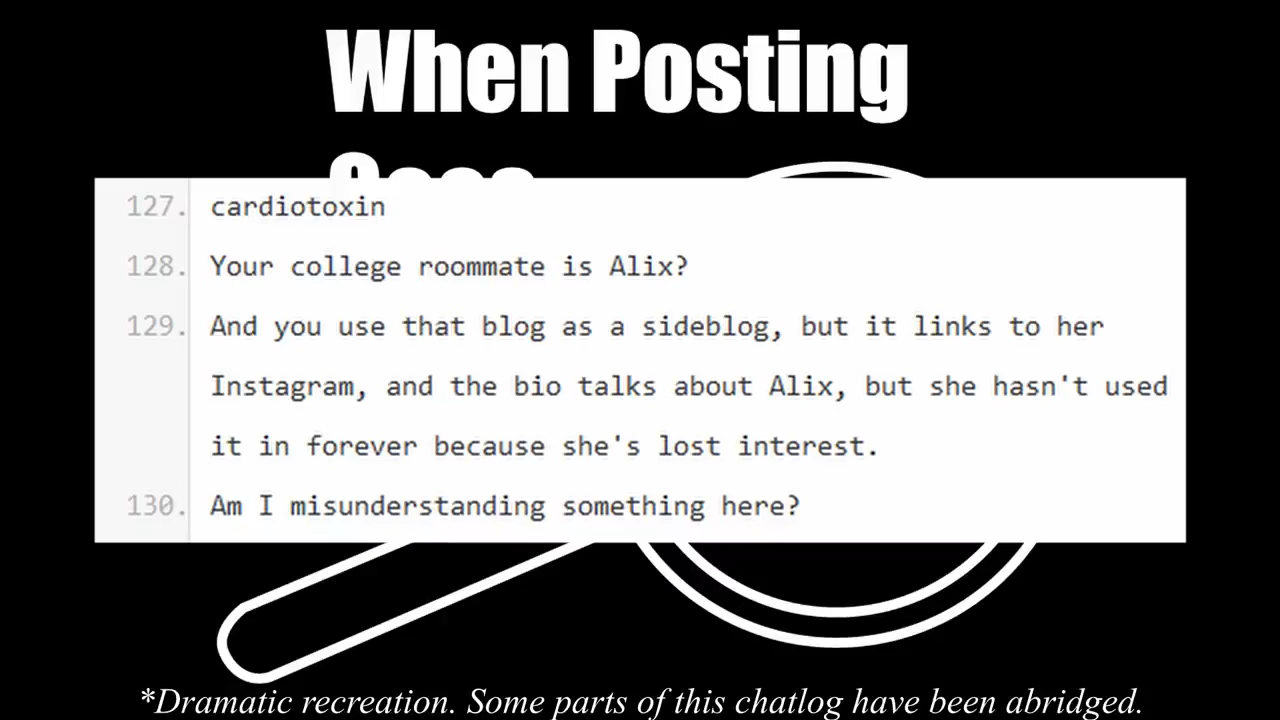 When Posting
127. cardiotoxin
128. Your college roommate is Alix?
129. And you use that blog as a sideblog, but it links to her
Instagram, and the bio talks about Alix, but she hasn't used
it in forever because she's lost interest.
130. Am I misunderstanding something here?
*Dramatic recreation. Some parts of this chatlog have been abridged.